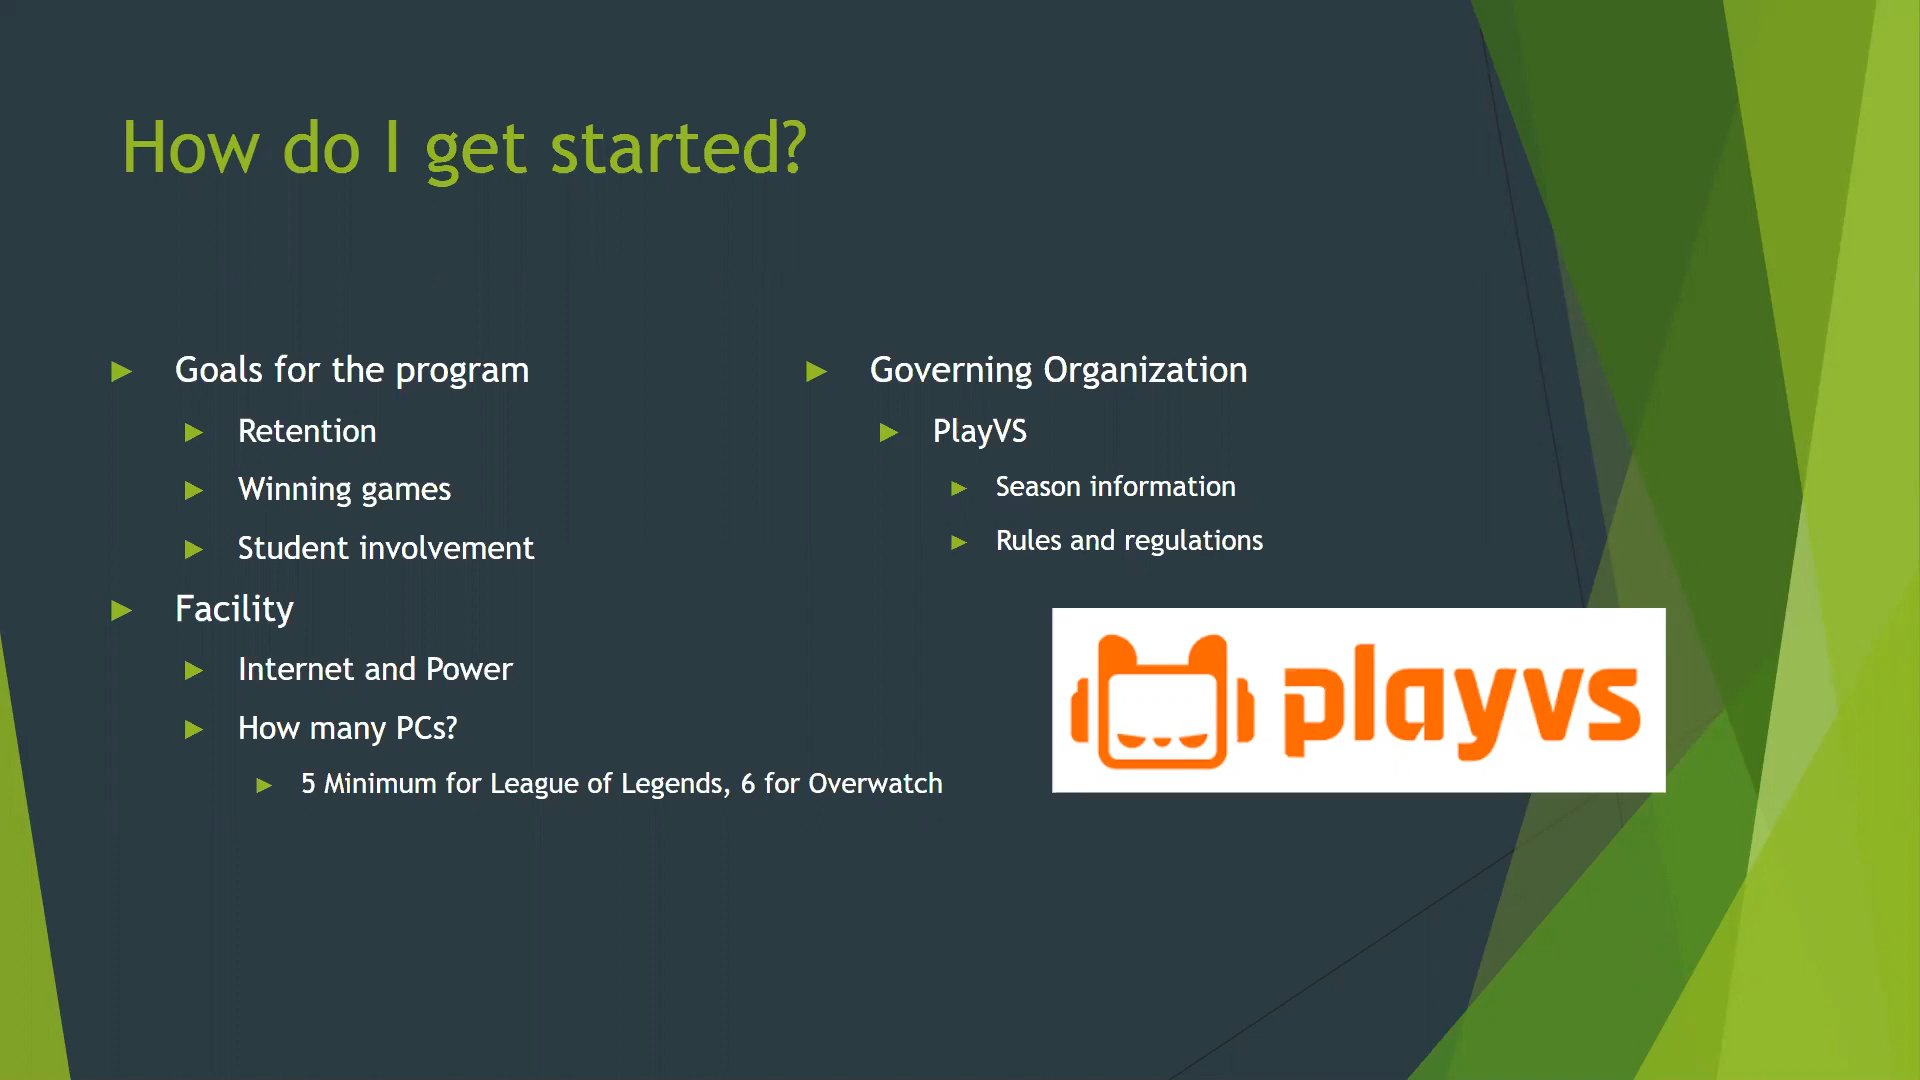 How do I get started?
Goals for the program
Retention
Winning games
Student involvement
Facility
Internet and Power
How many PCs?
5 Minimum for League of Legends, 6 for Overwatch
Governing Organization
PlayVS
Season information
Rules and regulations
playvs